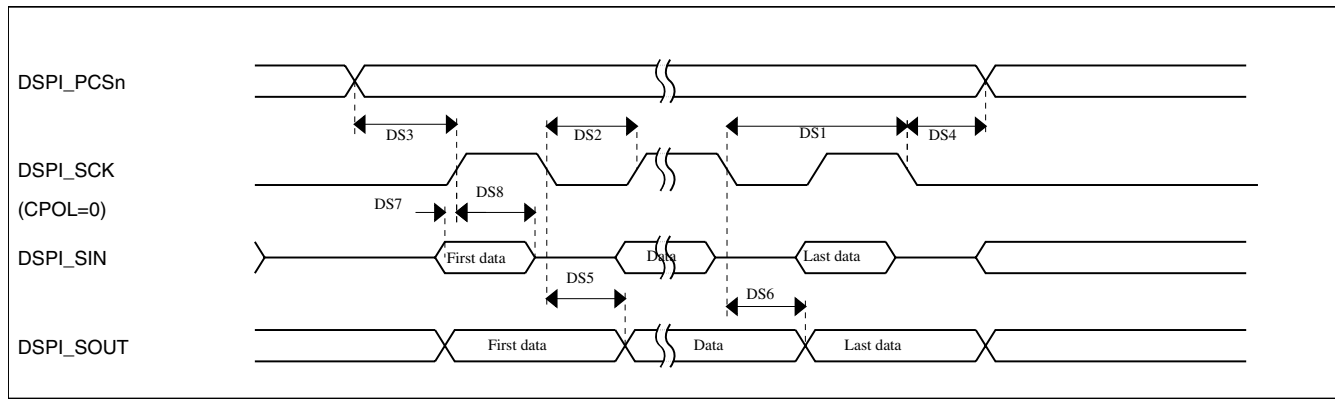 DSPI_PCSn
DS3
DS2
DS1
DS4
DSPI_SCK
(CPOL=0)
DS7
DS8
DSPI_SIN
First data
Data
Last data
DS5
DS6
DSPI_SOUT
First data
Data
Last data